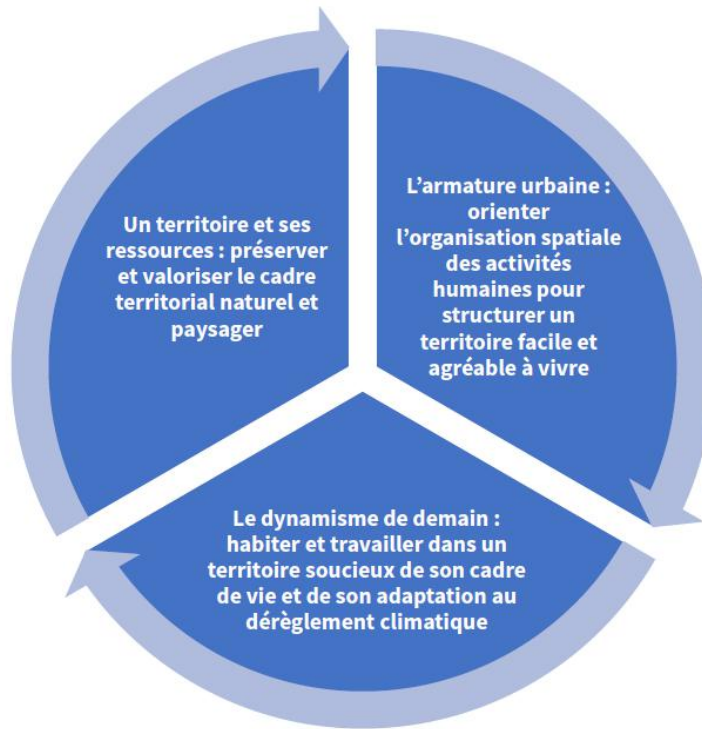 Un territoire et ses
ressources : préserver
et valoriser le cadre
territorial naturel et
paysager
L’armature urbaine :
orienter
l’organisation spatiale
des activités
humaines pour
structurer un
territoire facile et
agréable à vivre
Le dynamisme de demain :
habiter et travailler dans un
territoire soucieux de son cadre
de vie et de son adaptation au
dérèglement climatique